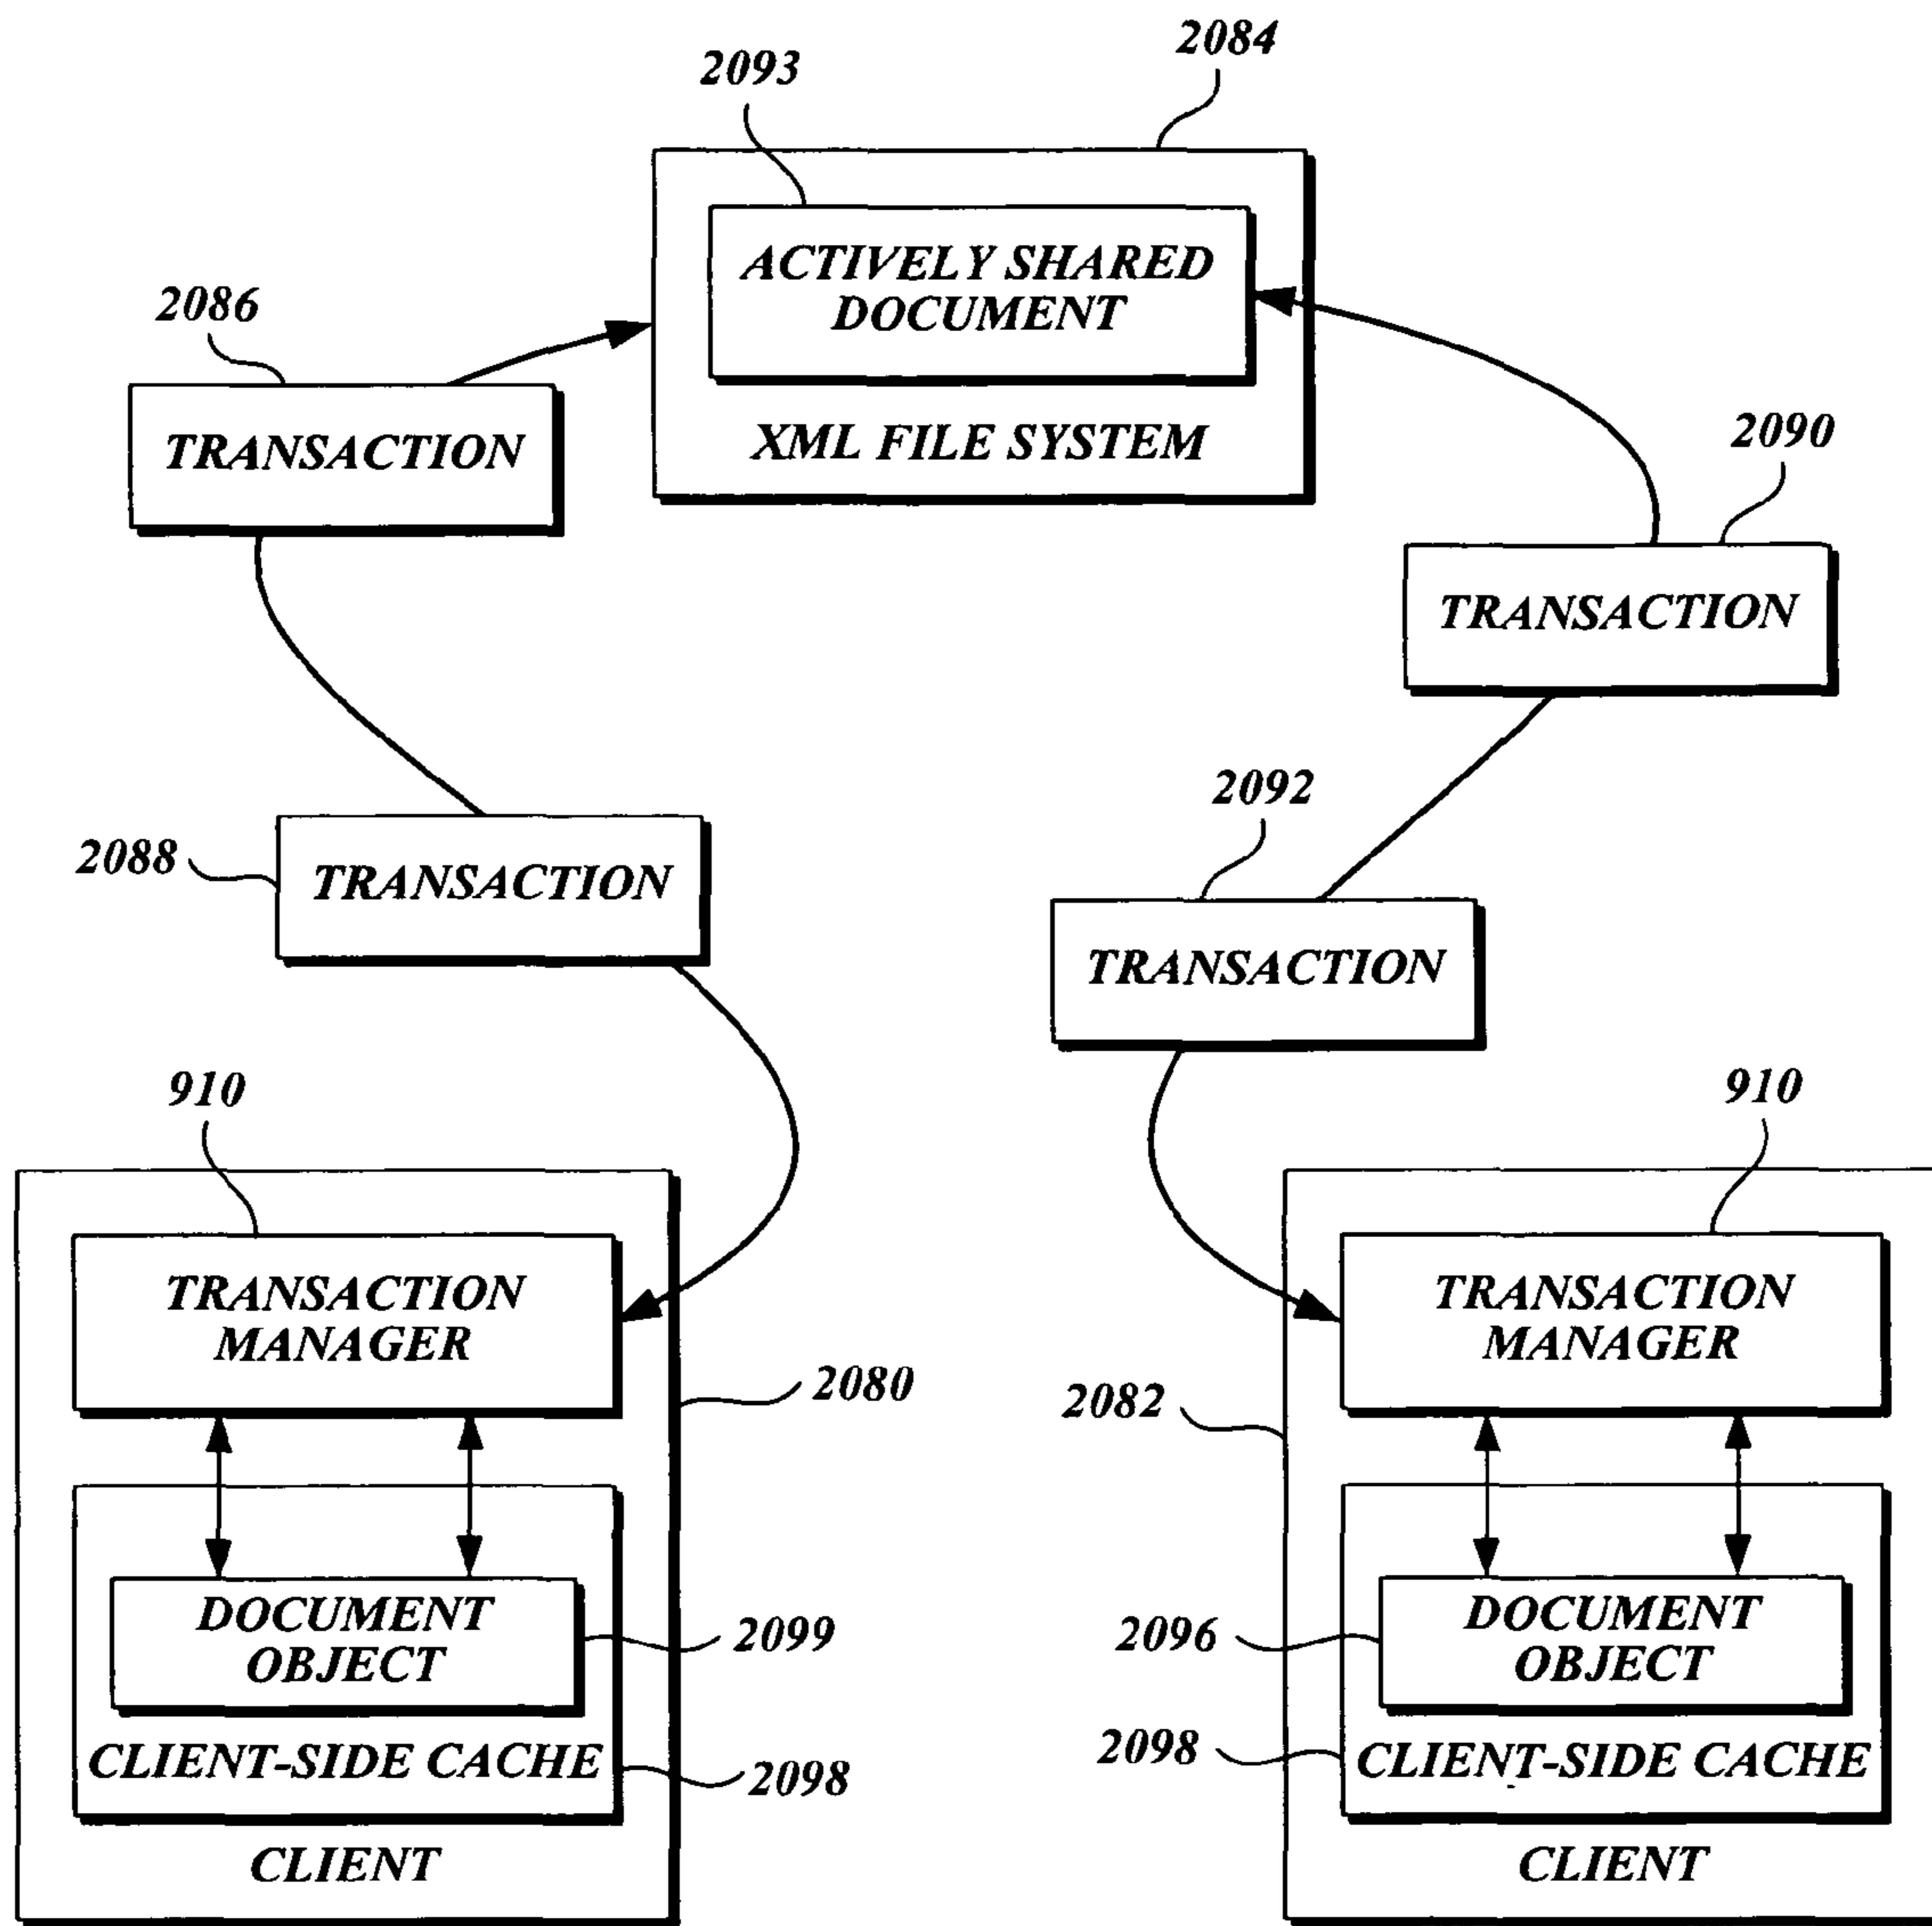 2084
2093
ACTIVELY SHARED
DOCUMENT
XML FILE SYSTEM
2086
TRANSACTION
2090
TRANSACTION
2088
TRANSACTION
2092
TRANSACTION
910
TRANSACTION
MANAGER
2080
DOCUMENT
OBJECT
2099
CLIENT-SIDE CACHE
2098
CLIENT
910
TRANSACTION
MANAGER
2082
DOCUMENT
OBJECT
2096
2098
CLIENT-SIDE CACHE
CLIENT